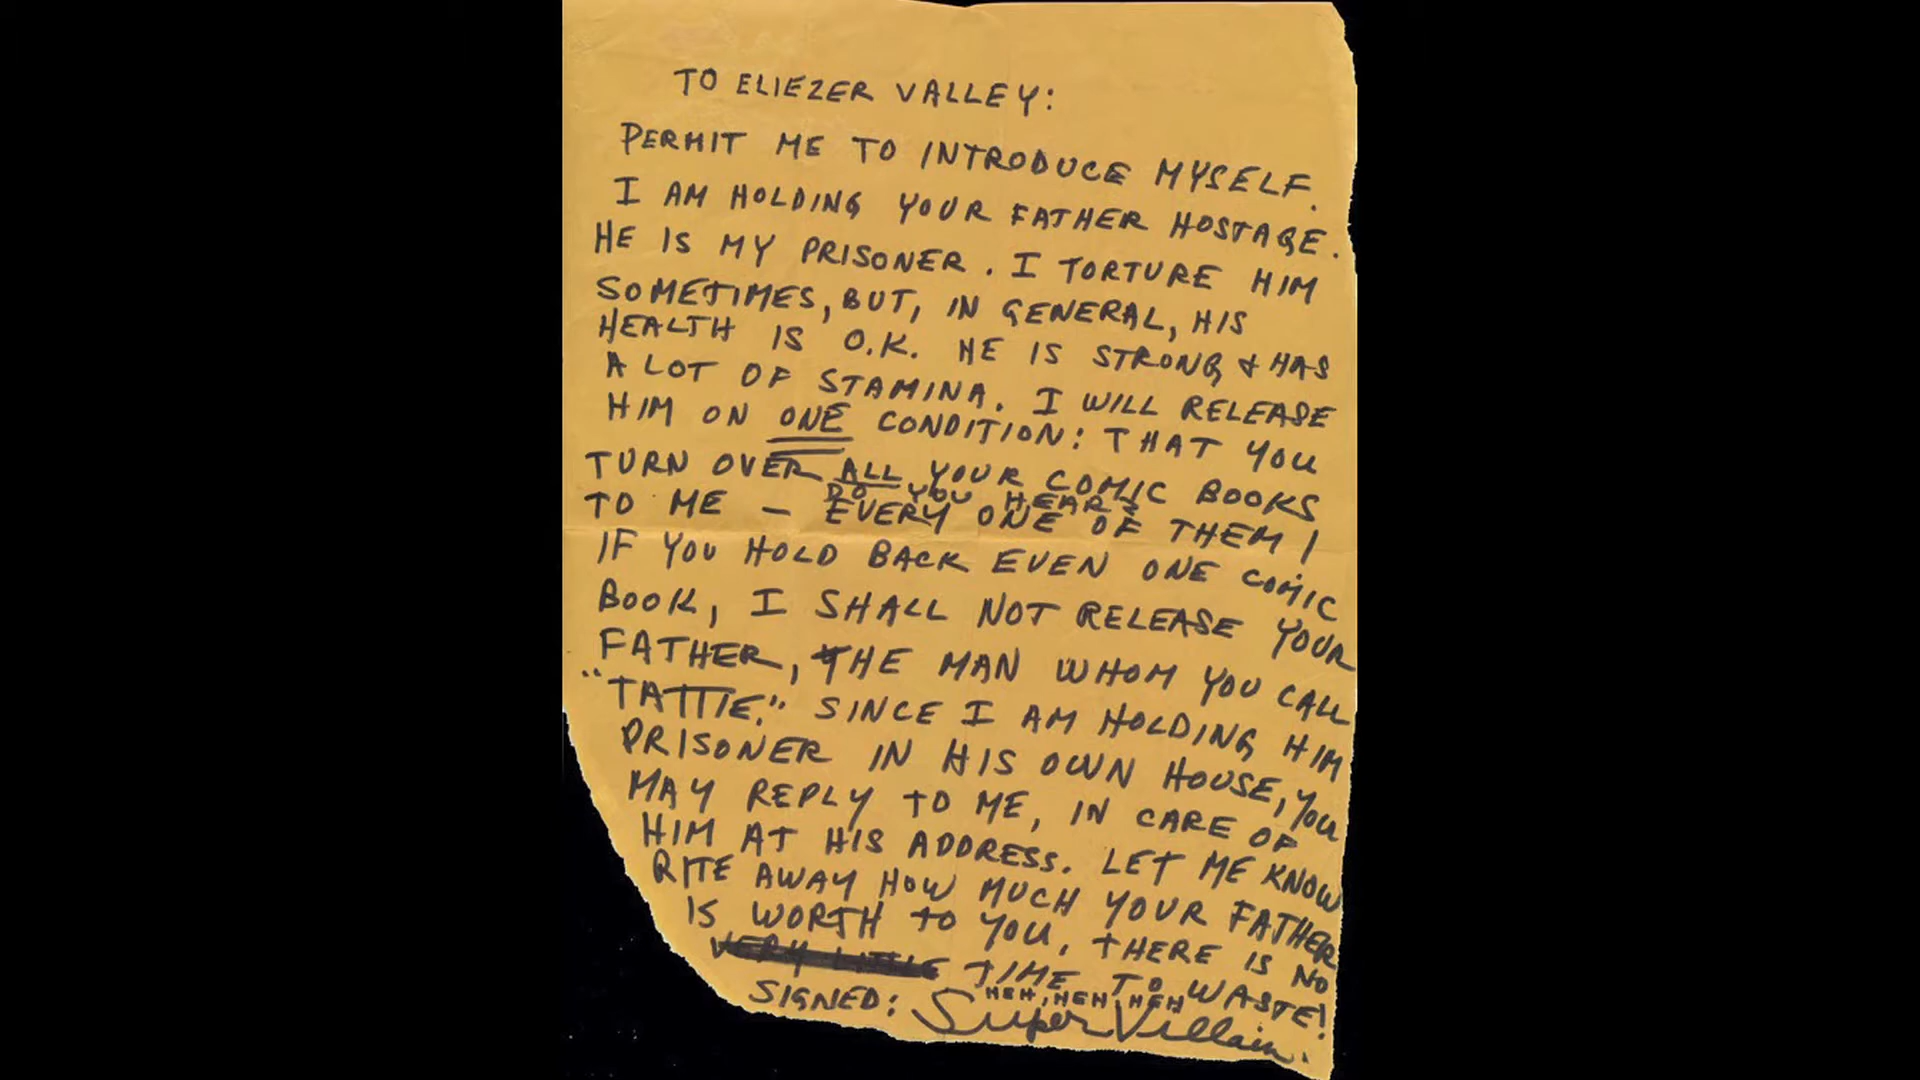 TO ELIEZER VALLEY:
PERMIT ME TO INTRODUCE MYSELF.
I AM HOLDING YOUR FATHER HOSTAGE.
HE IS MY PRISONER. I TORTURE HIM
SOMETIMES, BUT, IN GENERAL, HIS
HEALTH IS O.K. HE IS STRONG & HAS
A LOT OF STAMINA. I WILL RELEASE
HIM ON ONE CONDITION: THAT YOU
TURN OVER ALL YOUR COMIC BOOKS
DO YOU HEAR?
TO ME — EVERY ONE OF THEM!
IF YOU HOLD BACK EVEN ONE COMIC
BOOK, I SHALL NOT RELEASE YOUR
FATHER, THE MAN WHOM YOU CALL
"TATTIE." SINCE I AM HOLDING HIM
PRISONER IN HIS OWN HOUSE, YOU
MAY REPLY TO ME, IN CARE OF
HIM AT HIS ADDRESS. LET ME KNOW
RITE AWAY HOW MUCH YOUR FATHER
IS WORTH TO YOU, THERE IS NO
VERY LITTLE TIME TO WASTE!
HEH, HEH, HEH
SIGNED: Super Villain.